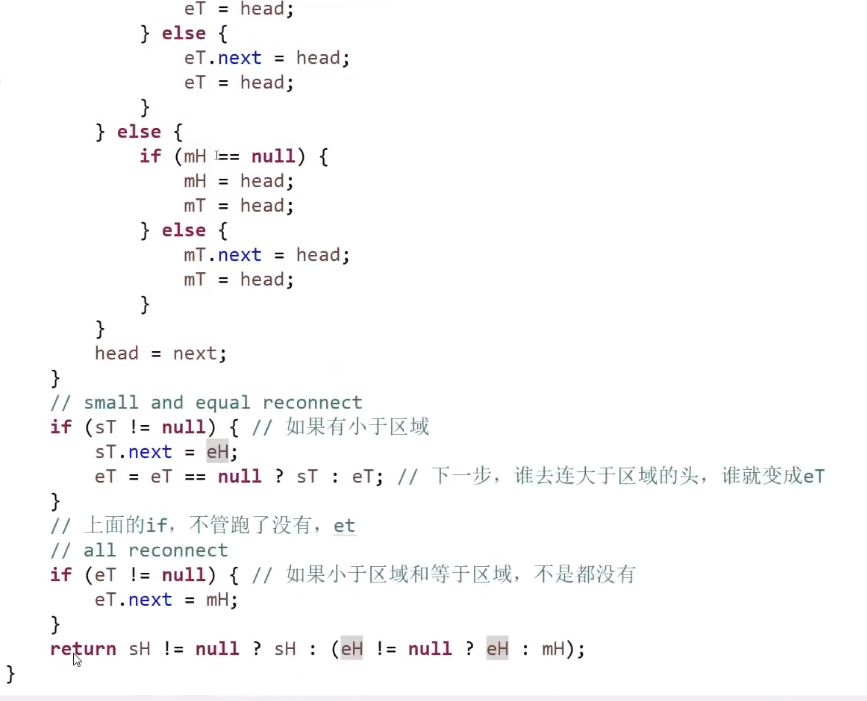 eT = head;
        } else {
            eT.next = head;
            eT = head;
        }
    } else {
        if (mH == null) {
            mH = head;
            mT = head;
        } else {
            mT.next = head;
            mT = head;
        }
    }
    head = next;
}
// small and equal reconnect
if (sT != null) { // 如果有小于区域
    sT.next = eH;
    eT = eT == null ? sT : eT; // 下一步，谁去连大于区域的头，谁就变成eT
}
// 上面的if，不管跑了没有，et
// all reconnect
if (eT != null) { // 如果小于区域和等于区域，不是都没有
    eT.next = mH;
}
return sH != null ? sH : (eH != null ? eH : mH);
}